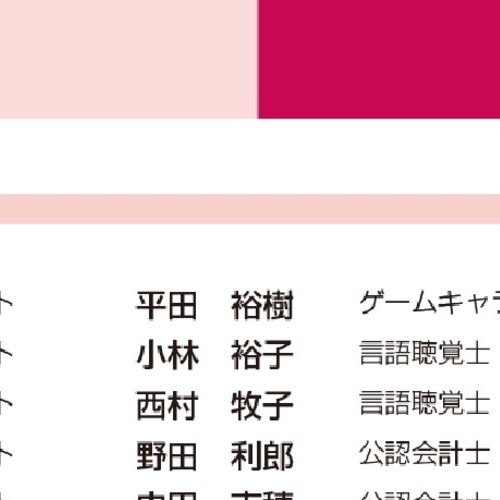 ト 平田 裕樹 ゲームキャラ
ト 小林 裕子 言語聴覚士
ト 西村 牧子 言語聴覚士
ト 野田 利郎 公認会計士